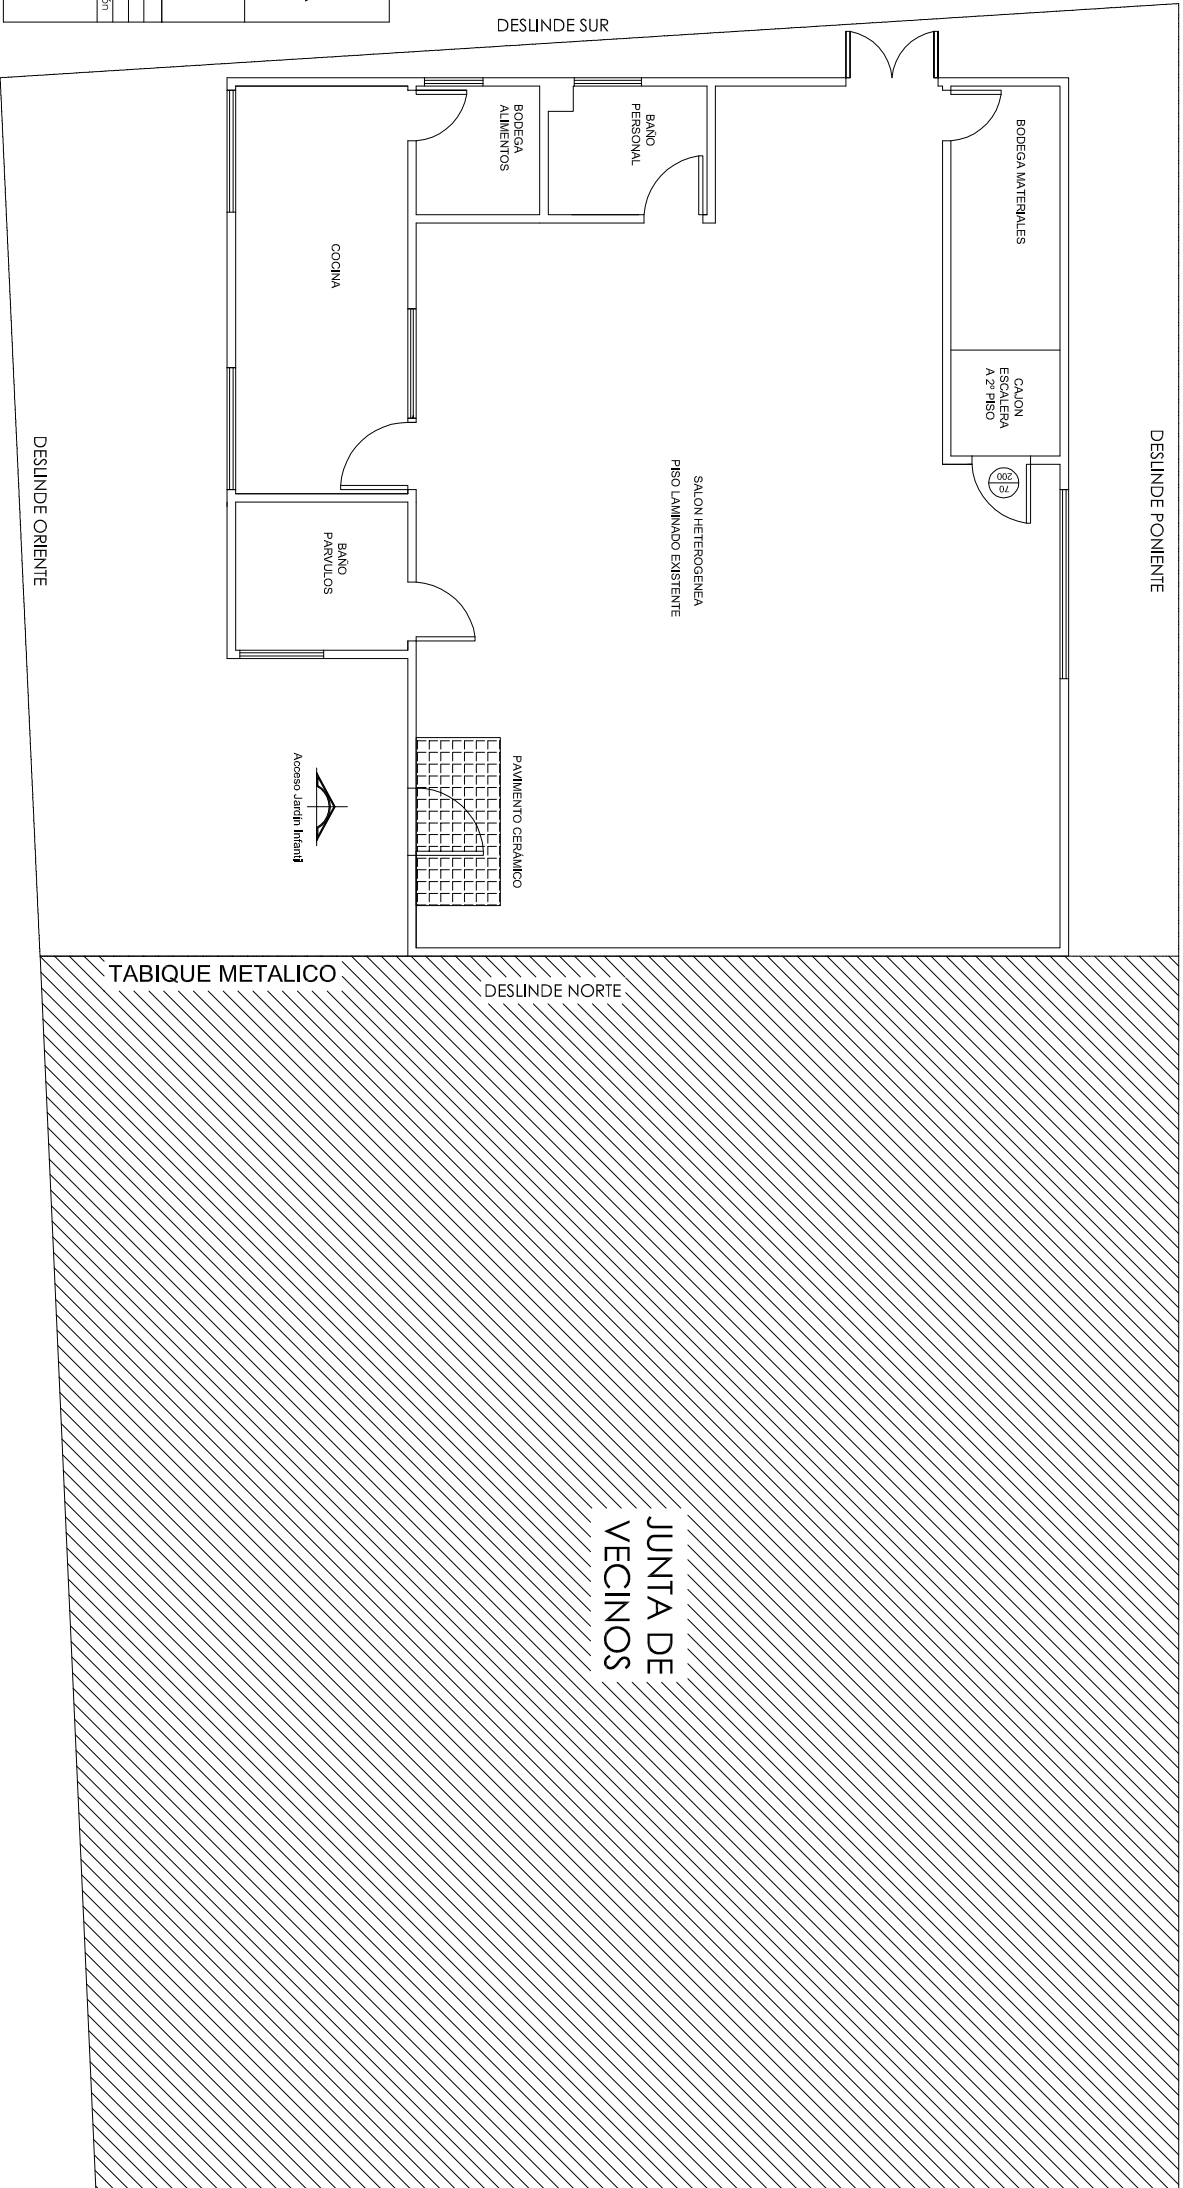 DESLINDE SUR
BODEGA
ALIMENTOS
BAÑO
PERSONAL
BODEGA MATERIALES
COCINA
CAJON
ESCALERA
A 2º PISO
70
200
DESLINDE ORIENTE
DESLINDE PONIENTE
SALON HETEROGENEA
PISO LAMINADO EXISTENTE
BAÑO
PARVULOS
PAVIMENTO CERÁMICO
Acceso Jardin Infantil
TABIQUE METALICO
DESLINDE NORTE
JUNTA DE
VECINOS